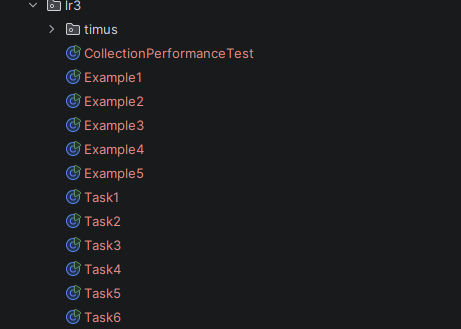 lr3
timus
CollectionPerformanceTest
Example1
Example2
Example3
Example4
Example5
Task1
Task2
Task3
Task4
Task5
Task6